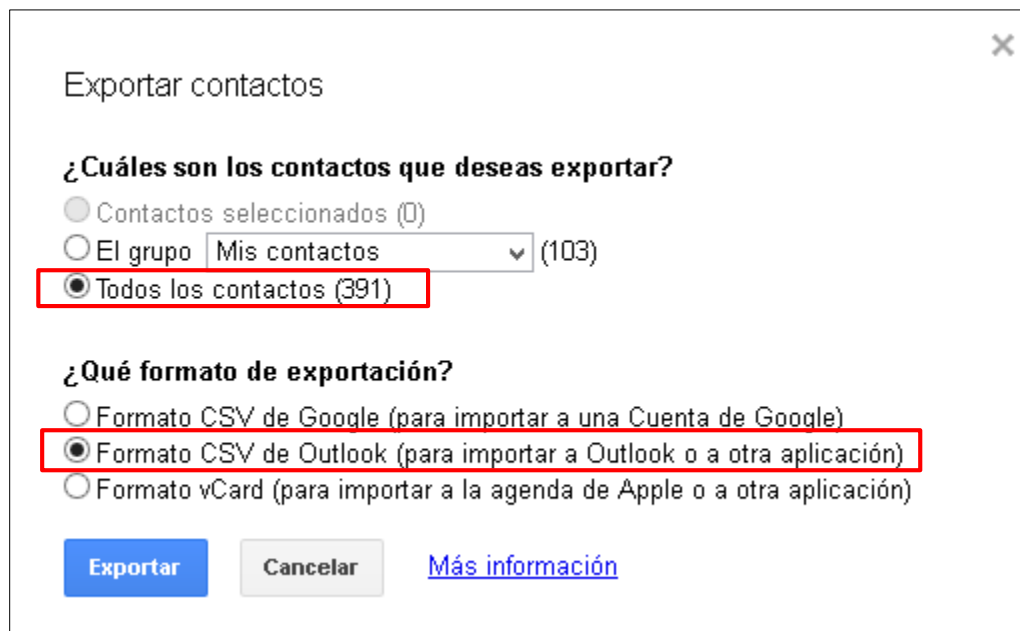 Exportar contactos
¿Cuáles son los contactos que deseas exportar?
Contactos seleccionados (0)
El grupo Mis contactos (103)
Todos los contactos (391)
¿Qué formato de exportación?
Formato CSV de Google (para importar a una Cuenta de Google)
Formato CSV de Outlook (para importar a Outlook o a otra aplicación)
Formato vCard (para importar a la agenda de Apple o a otra aplicación)
Exportar Cancelar Más información